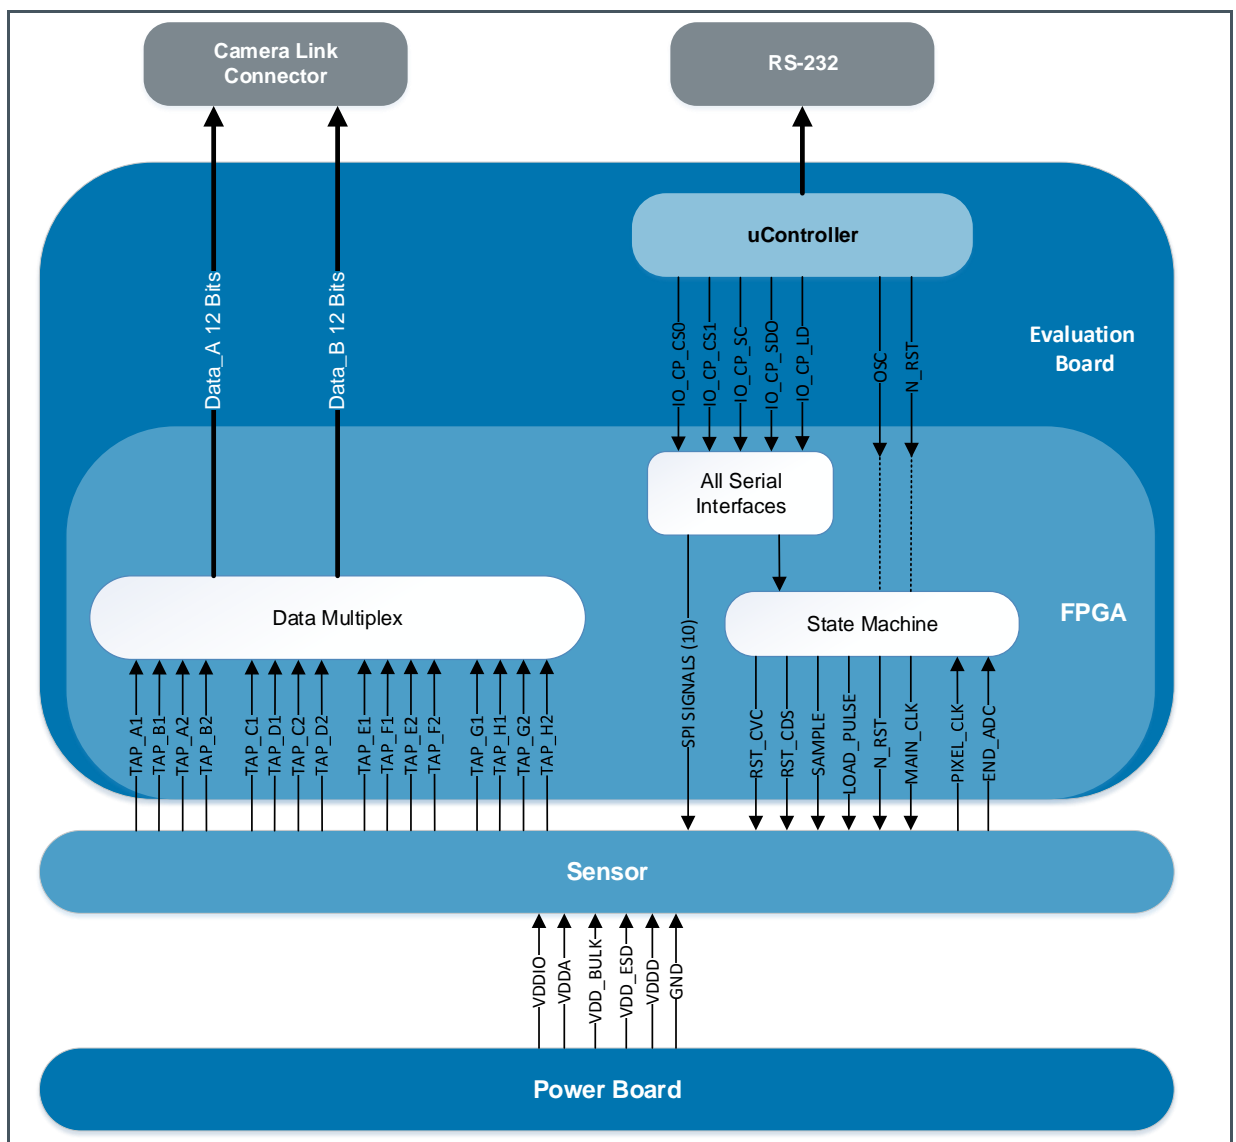 Camera Link
Connector
RS-232
uController
Data_A 12 Bits
Data_B 12 Bits
IO_CP_CS0
IO_CP_CS1
IO_CP_SC
IO_CP_SDO
IO_CP_LD
OSC
N_RST
Evaluation
Board
All Serial
Interfaces
Data Multiplex
State Machine
FPGA
TAP_A1
TAP_B1
TAP_A2
TAP_B2
TAP_C1
TAP_D1
TAP_C2
TAP_D2
TAP_E1
TAP_F1
TAP_E2
TAP_F2
TAP_G1
TAP_H1
TAP_G2
TAP_H2
SPI SIGNALS (10)
RST_CVC
RST_CDS
SAMPLE
LOAD_PULSE
N_RST
MAIN_CLK
PIXEL_CLK
END_ADC
Sensor
VDDIO
VDDA
VDD_BULK
VDD_ESD
VDDD
GND
Power Board